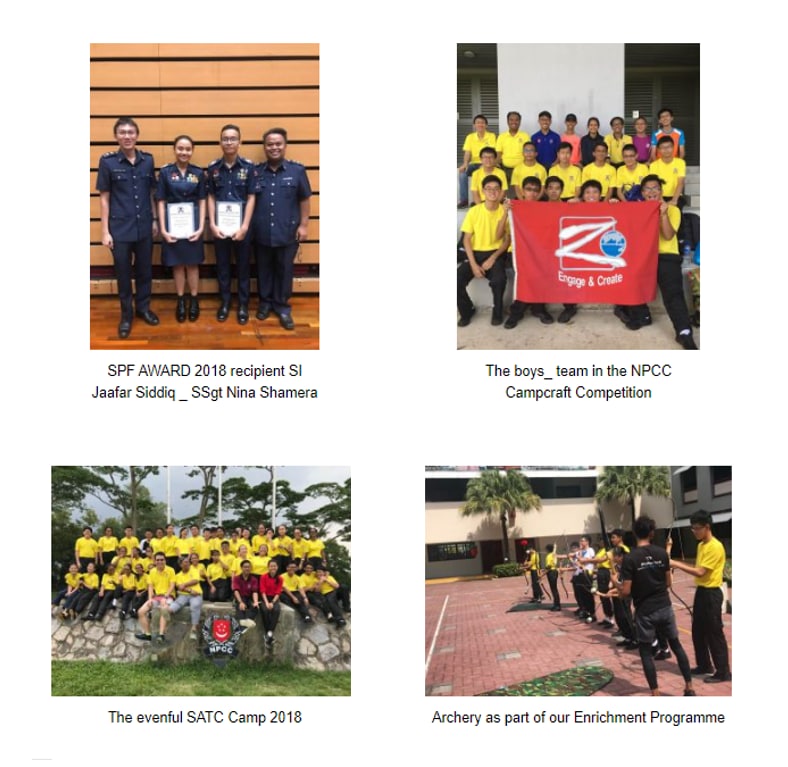 Engage & Create
SPF AWARD 2018 recipient SI
Jaafar Siddiq _ SSgt Nina Shamera
The boys_ team in the NPCC
Campcraft Competition
NPCC
The evenful SATC Camp 2018
Archery as part of our Enrichment Programme